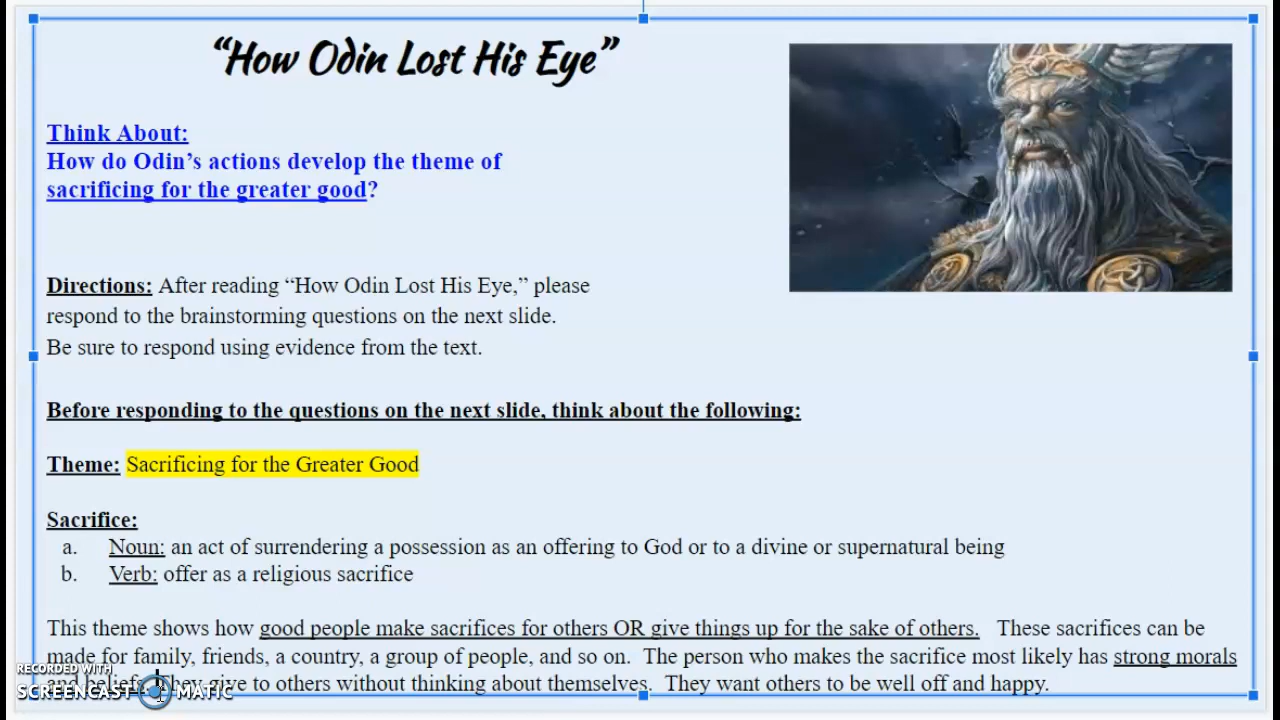 “How Odin Lost His Eye”
Think About:
How do Odin’s actions develop the theme of
sacrificing for the greater good?
Directions: After reading “How Odin Lost His Eye,” please
respond to the brainstorming questions on the next slide.
Be sure to respond using evidence from the text.
Before responding to the questions on the next slide, think about the following:
Theme: Sacrificing for the Greater Good
Sacrifice:
a. Noun: an act of surrendering a possession as an offering to God or to a divine or supernatural being
b. Verb: offer as a religious sacrifice
This theme shows how good people make sacrifices for others OR give things up for the sake of others. These sacrifices can be
made for family, friends, a country, a group of people, and so on. The person who makes the sacrifice most likely has strong morals
and beliefs. They give to others without thinking about themselves. They want others to be well off and happy.
RECORDED WITH
SCREENCAST MATIC